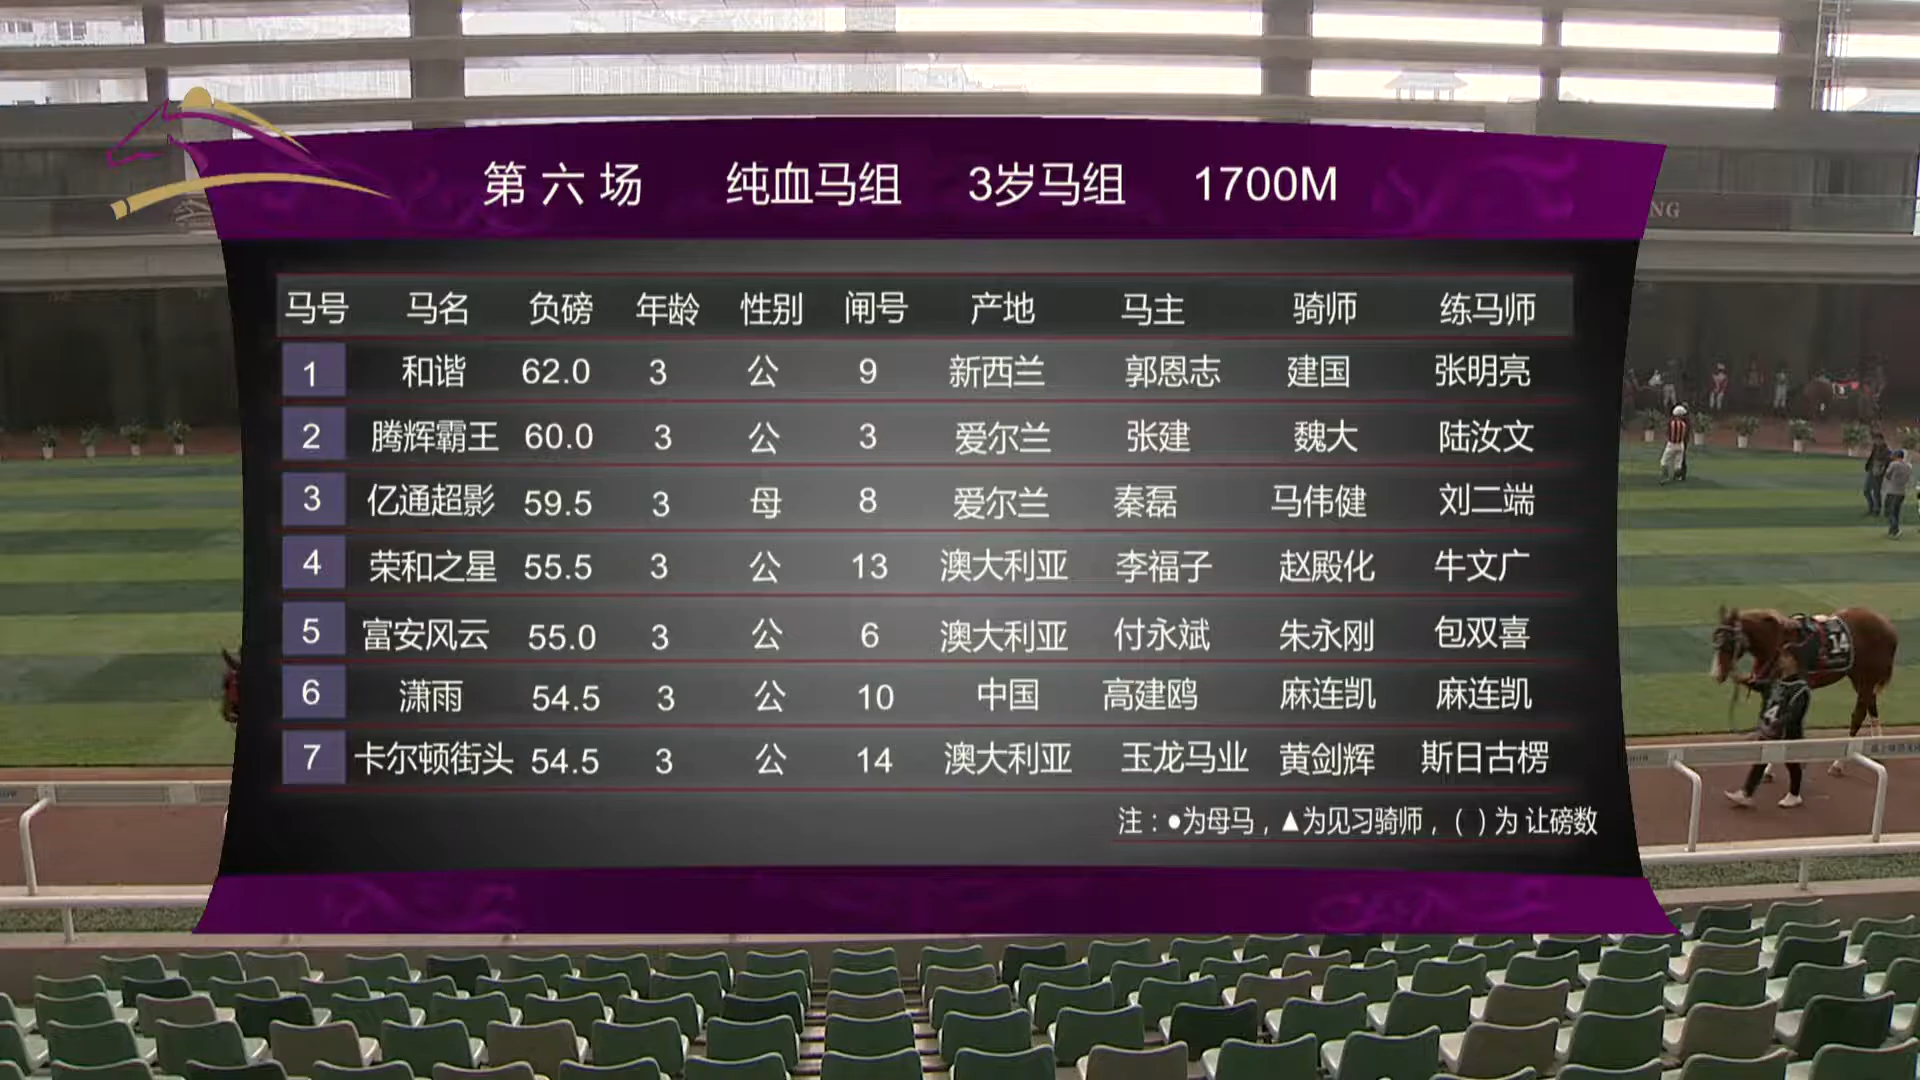 第六场 纯血马组 3岁马组 1700M
NG
马号 马名 负磅 年龄 性别 闸号 产地 马主 骑师 练马师
1 和谐 62.0 3 公 9 新西兰 郭恩志 建国 张明亮
2 腾辉霸王 60.0 3 公 3 爱尔兰 张建 魏大 陆汝文
3 亿通超影 59.5 3 母 8 爱尔兰 秦磊 马伟健 刘二端
4 荣和之星 55.5 3 公 13 澳大利亚 李福子 赵殿化 牛文广
5 富安风云 55.0 3 公 6 澳大利亚 付永斌 朱永刚 包双喜
6 潇雨 54.5 3 公 10 中国 高建鸥 麻连凯 麻连凯
7 卡尔顿街头 54.5 3 公 14 澳大利亚 玉龙马业 黄剑辉 斯日古楞
注：●为母马，▲为见习骑师，（ ）为 让磅数
14
4